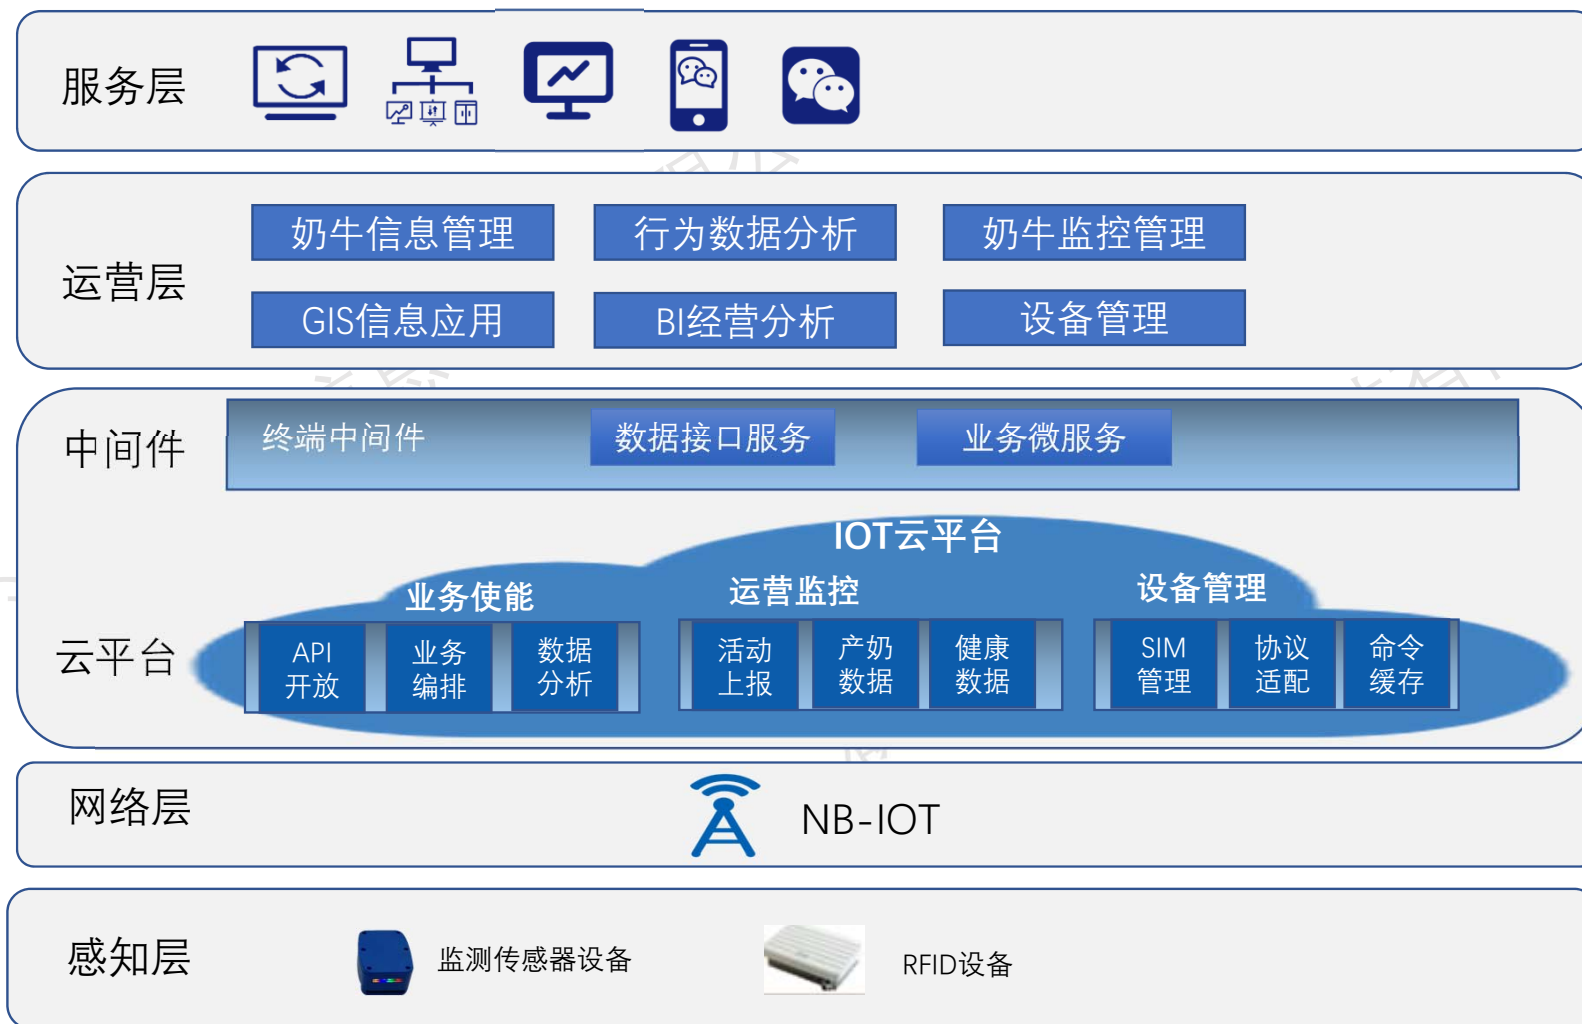 服务层
运营层
奶牛信息管理
行为数据分析
奶牛监控管理
GIS信息应用
BI经营分析
设备管理
中间件
终端中间件
数据接口服务
业务微服务
IOT云平台
业务使能
运营监控
设备管理
云平台
API
开放
业务
编排
数据
分析
活动
上报
产奶
数据
健康
数据
SIM
管理
协议
适配
命令
缓存
网络层
NB-IOT
感知层
监测传感器设备
RFID设备